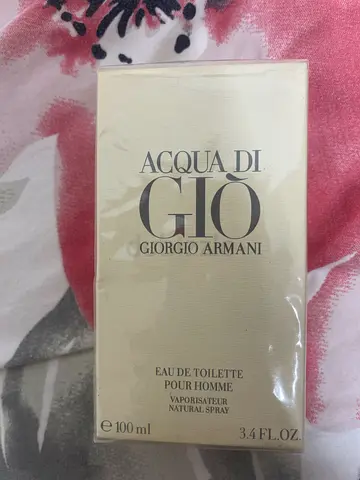 ACQUA DI
GIÒ
GIORGIO ARMANI
EAU DE TOILETTE
POUR HOMME
VAPORISATEUR
NATURAL SPRAY
e 100 ml 3.4 FL.OZ.